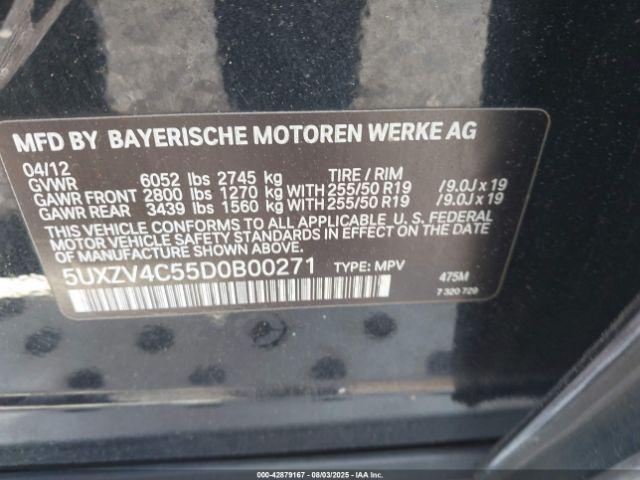 MFD BY BAYERISCHE MOTOREN WERKE AG
04/12 TIRE / RIM
GVWR 6052 lbs 2745 kg
GAWR FRONT 2800 lbs 1270 kg WITH 255/50 R19 /9.0J x 19
GAWR REAR 3439 lbs 1560 kg WITH 255/50 R19 /9.0J x 19
THIS VEHICLE CONFORMS TO ALL APPLICABLE U. S. FEDERAL
MOTOR VEHICLE SAFETY STANDARDS IN EFFECT ON THE DATE
OF MANUFACTURE SHOWN ABOVE.
5UXZV4C55D0B00271 TYPE: MPV 475M
7 320 729
000-42879167 - 08/03/2025 - IAA Inc.